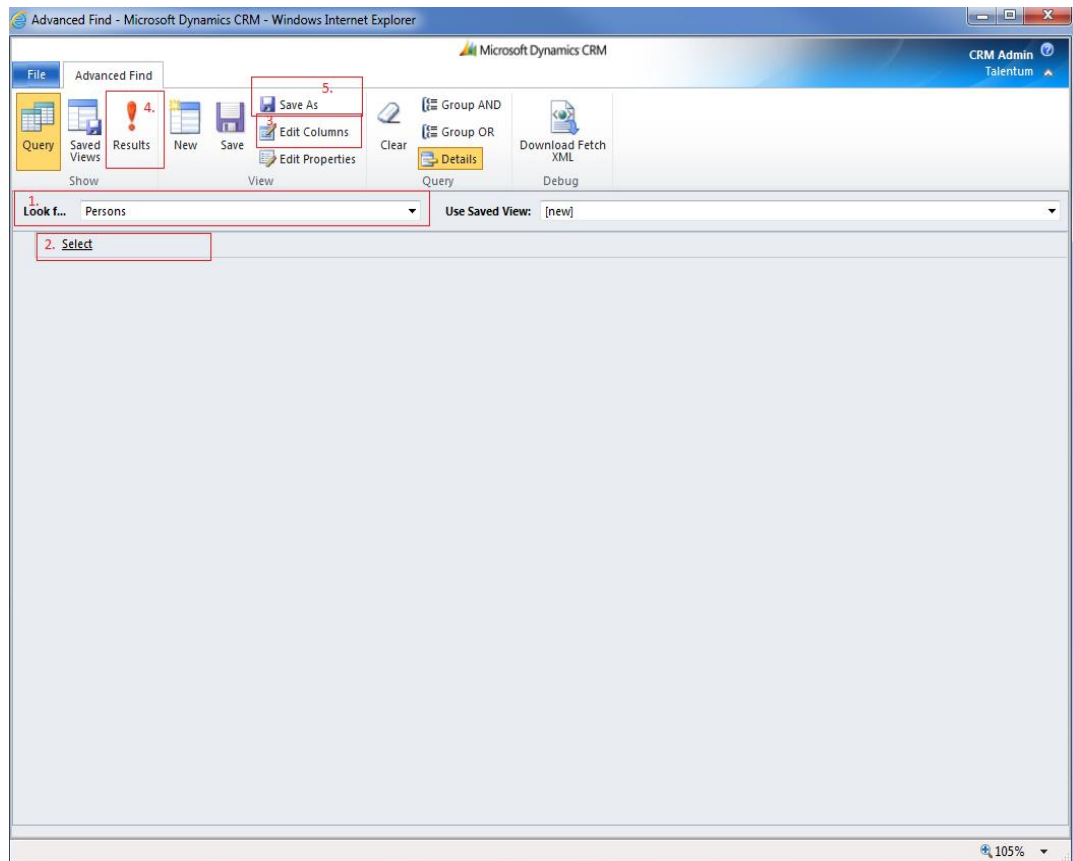 Advanced Find - Microsoft Dynamics CRM - Windows Internet Explorer
Microsoft Dynamics CRM
CRM Admin
Talentum
File Advanced Find
Query
Saved Views
4.
Results
New
Save
5.
Save As
3.
Edit Columns
Edit Properties
Clear
Group AND
Group OR
Details
Download Fetch XML
Show View Query Debug
1.
Look f... Persons Use Saved View: [new]
2. Select
105%